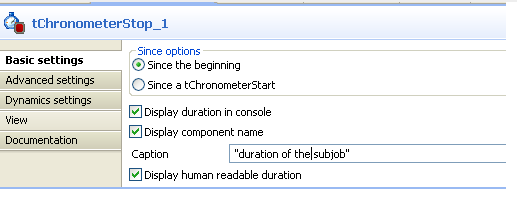 tChronometerStop_1
Basic settings
Advanced settings
Dynamics settings
View
Documentation
Since options
Since the beginning
Since a tChronometerStart
Display duration in console
Display component name
Caption "duration of the subjob"
Display human readable duration